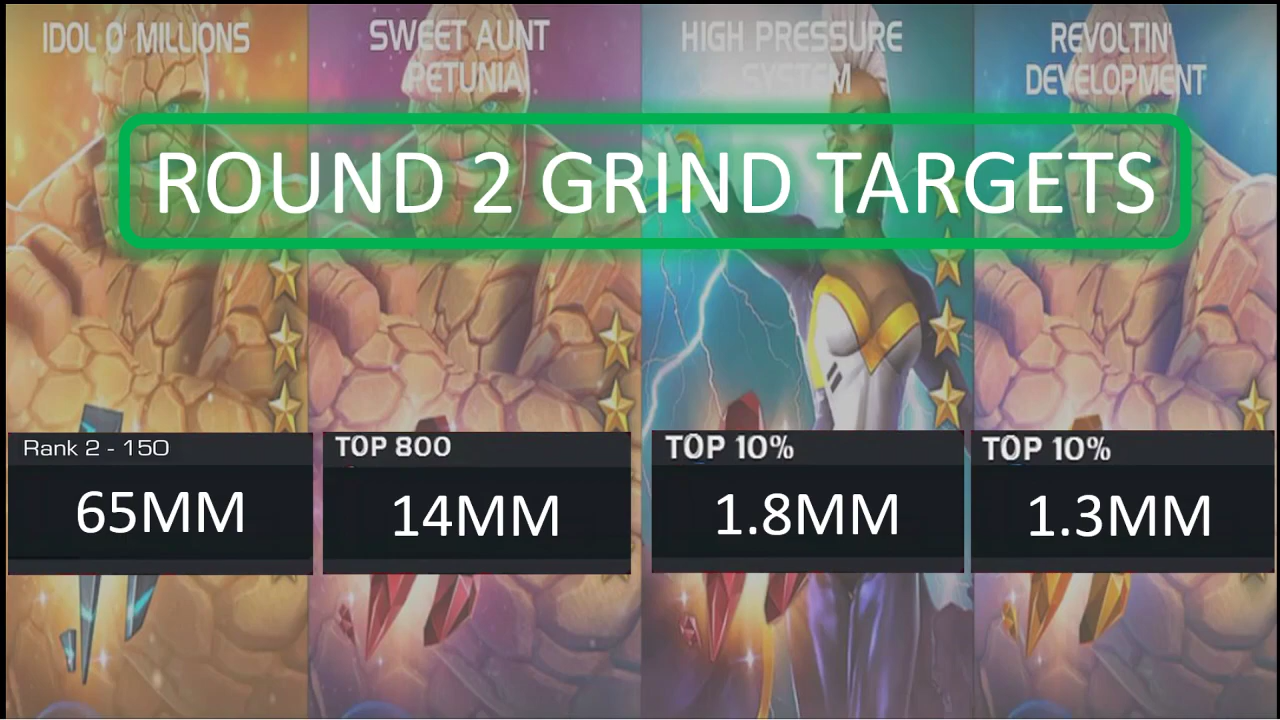 IDOL O' MILLIONS
SWEET AUNT
PETUNIA
HIGH PRESSURE
SYSTEM
REVOLTIN'
DEVELOPMENT
ROUND 2 GRIND TARGETS
Rank 2 - 150
65MM
TOP 800
14MM
TOP 10%
1.8MM
TOP 10%
1.3MM